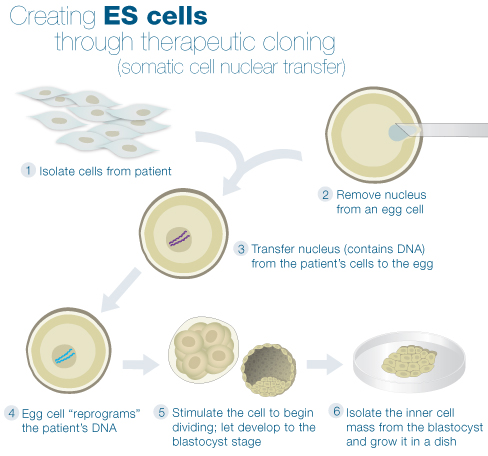 Creating ES cells
through therapeutic cloning
(somatic cell nuclear transfer)
1 Isolate cells from patient
2 Remove nucleus
from an egg cell
3 Transfer nucleus (contains DNA)
from the patient's cells to the egg
4 Egg cell “reprograms”
the patient's DNA
5 Stimulate the cell to begin
dividing; let develop to the
blastocyst stage
6 Isolate the inner cell
mass from the blastocyst
and grow it in a dish